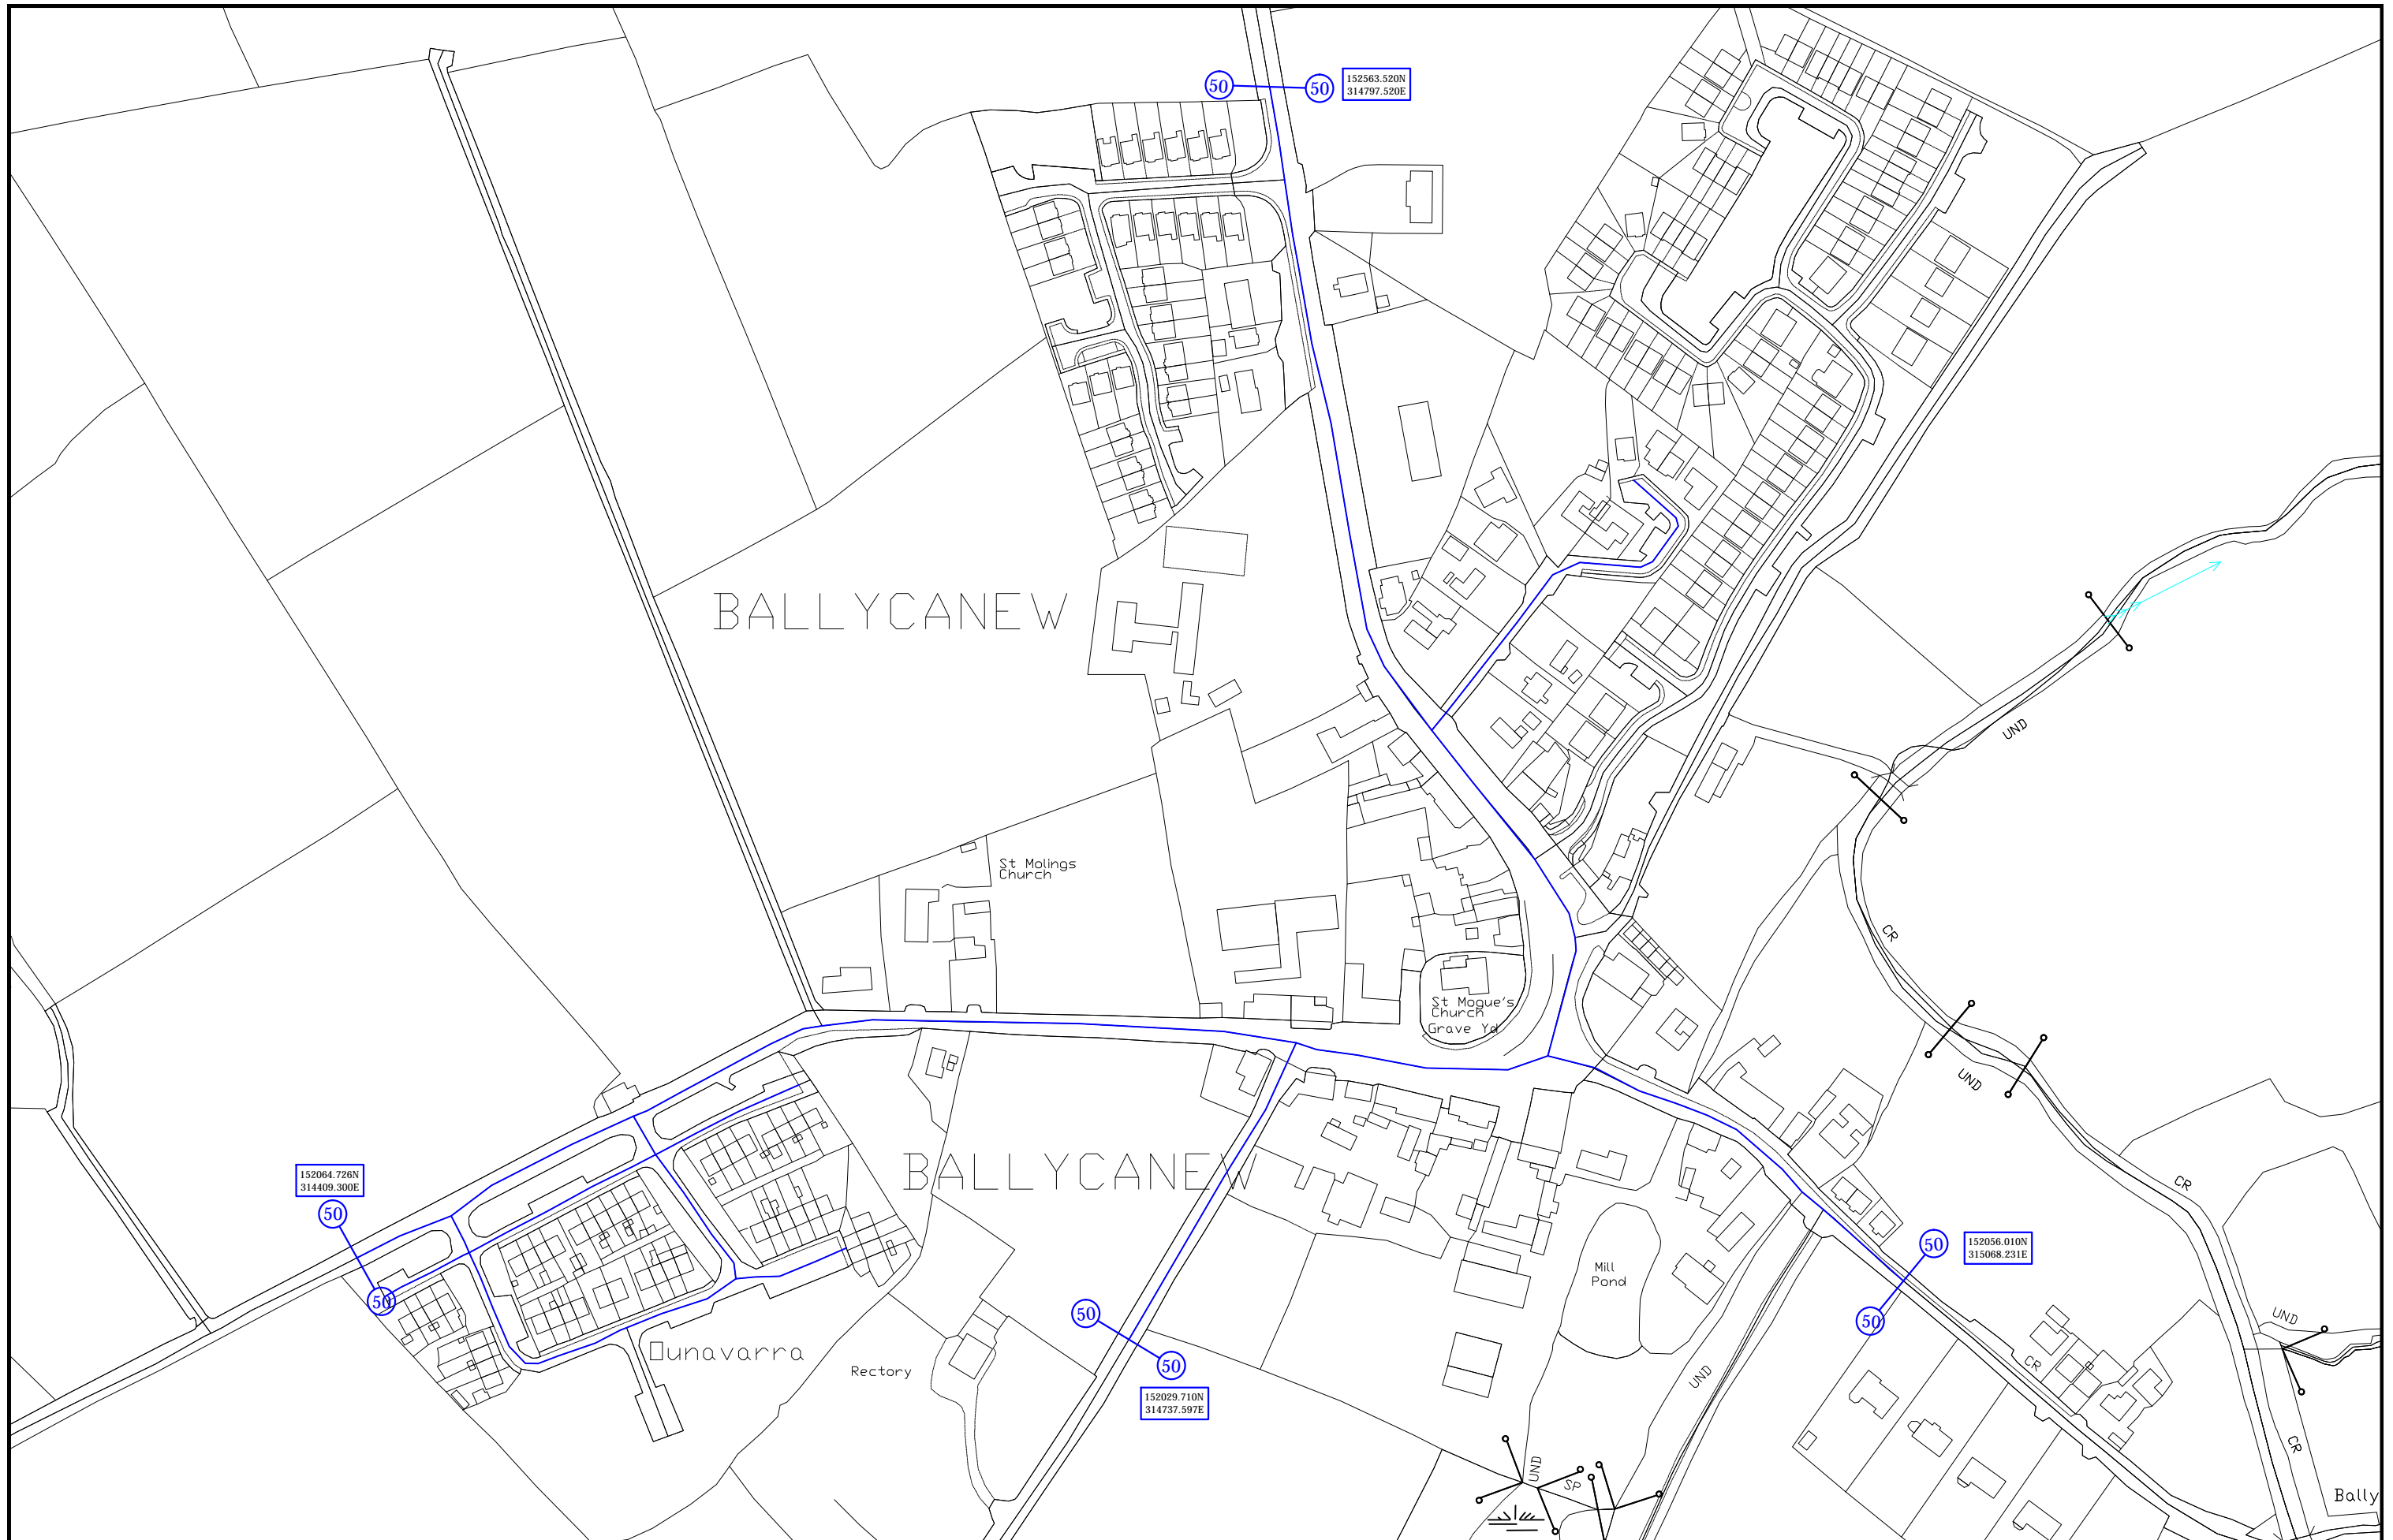 50
50
152563.520N
314797.520E
BALLYCANEW
UND
St Molings
Church
CR
St Mogue's
Church
Grave Yd
UND
152064.726N
314409.300E
50
BALLYCANEW
CR
50
152056.010N
315068.231E
Mill
Pond
50
50
50
UND
Dunavarra
Rectory
50
UND
CR
152029.710N
314737.597E
CR
UND
SP
Bally